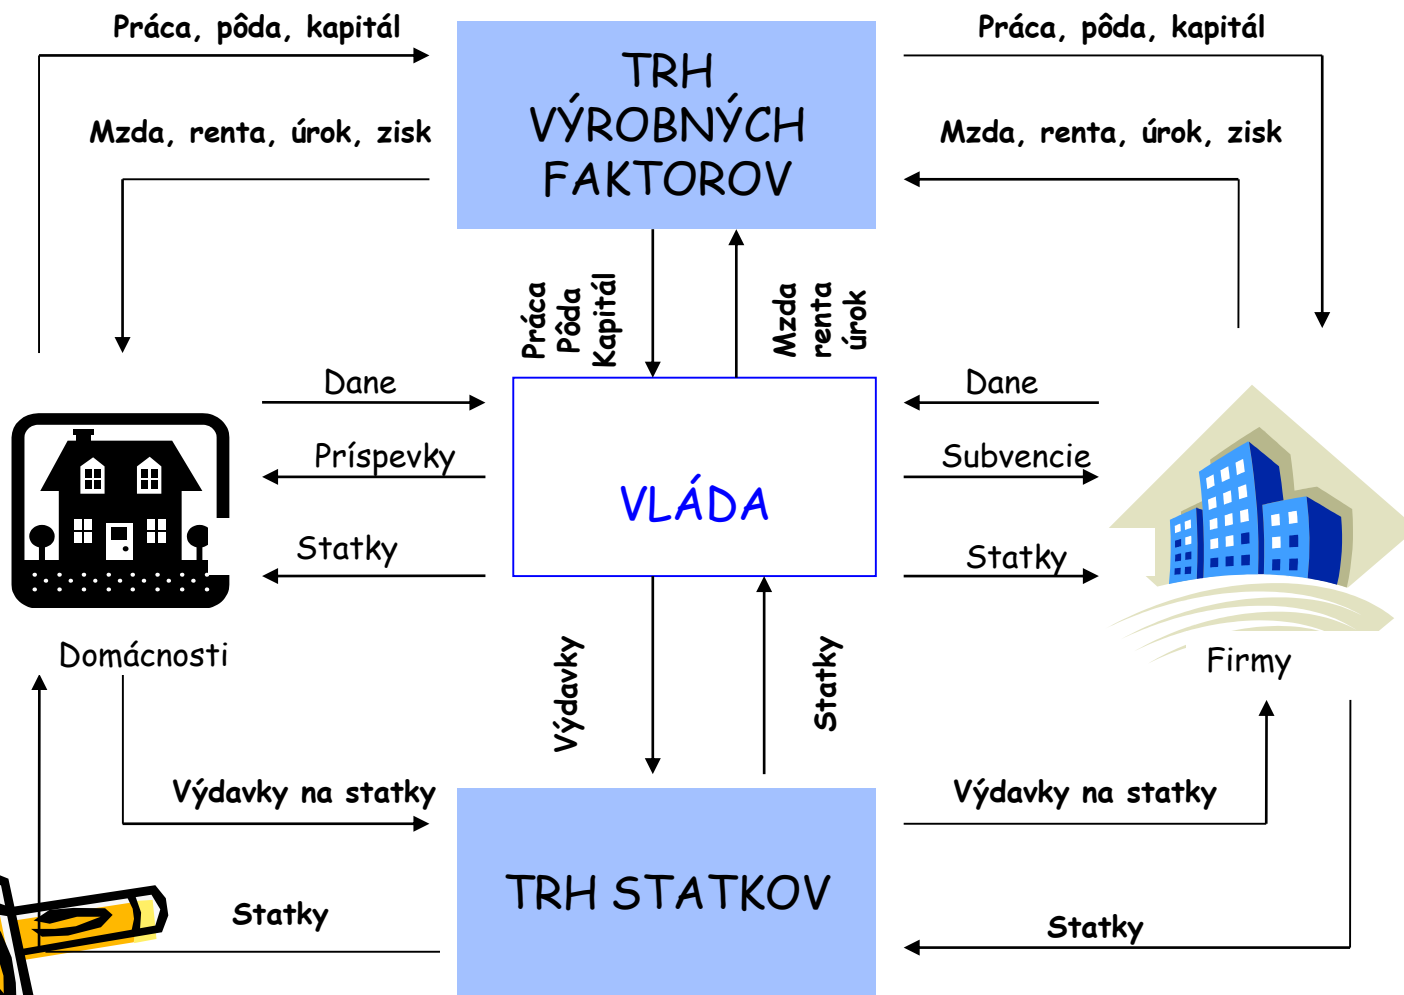 Práca, pôda, kapitál
Práca, pôda, kapitál
TRH
VÝROBNÝCH
FAKTOROV
Mzda, renta, úrok, zisk
Mzda, renta, úrok, zisk
Práca
Pôda
Kapitál
Mzda
renta
úrok
Dane
Dane
Príspevky
Subvencie
VLÁDA
Statky
Statky
Domácnosti
Firmy
Výdavky
Statky
Výdavky na statky
Výdavky na statky
TRH STATKOV
Statky
Statky